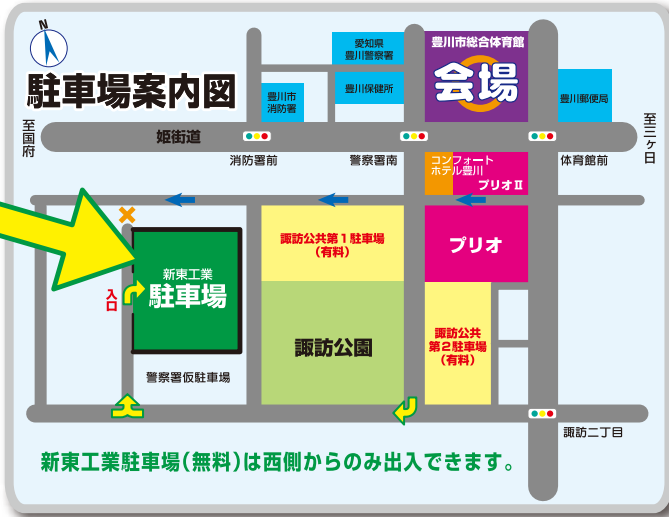 N
駐車場案内図
愛知県
豊川警察署
豊川市総合体育館
会場
豊川市
消防署
豊川保健所
豊川郵便局
至国府
姫街道
至三ヶ日
消防署前
警察署南
体育館前
コンフォート
ホテル豊川
プリオⅡ
諏訪公共第1駐車場
(有料)
プリオ
新東工業
駐車場
入口
諏訪公園
諏訪公共
第2駐車場
(有料)
警察署仮駐車場
諏訪二丁目
新東工業駐車場(無料)は西側からのみ出入できます。